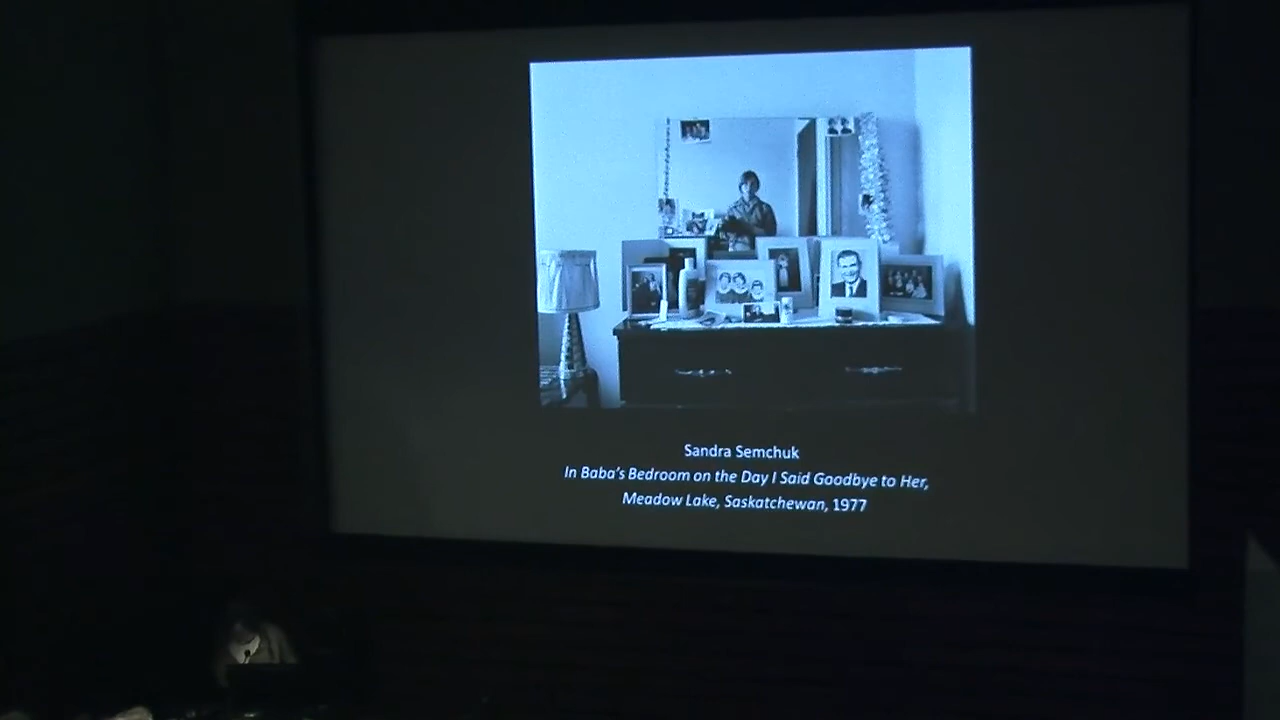 Sandra Semchuk
In Baba's Bedroom on the Day I Said Goodbye to Her,
Meadow Lake, Saskatchewan, 1977